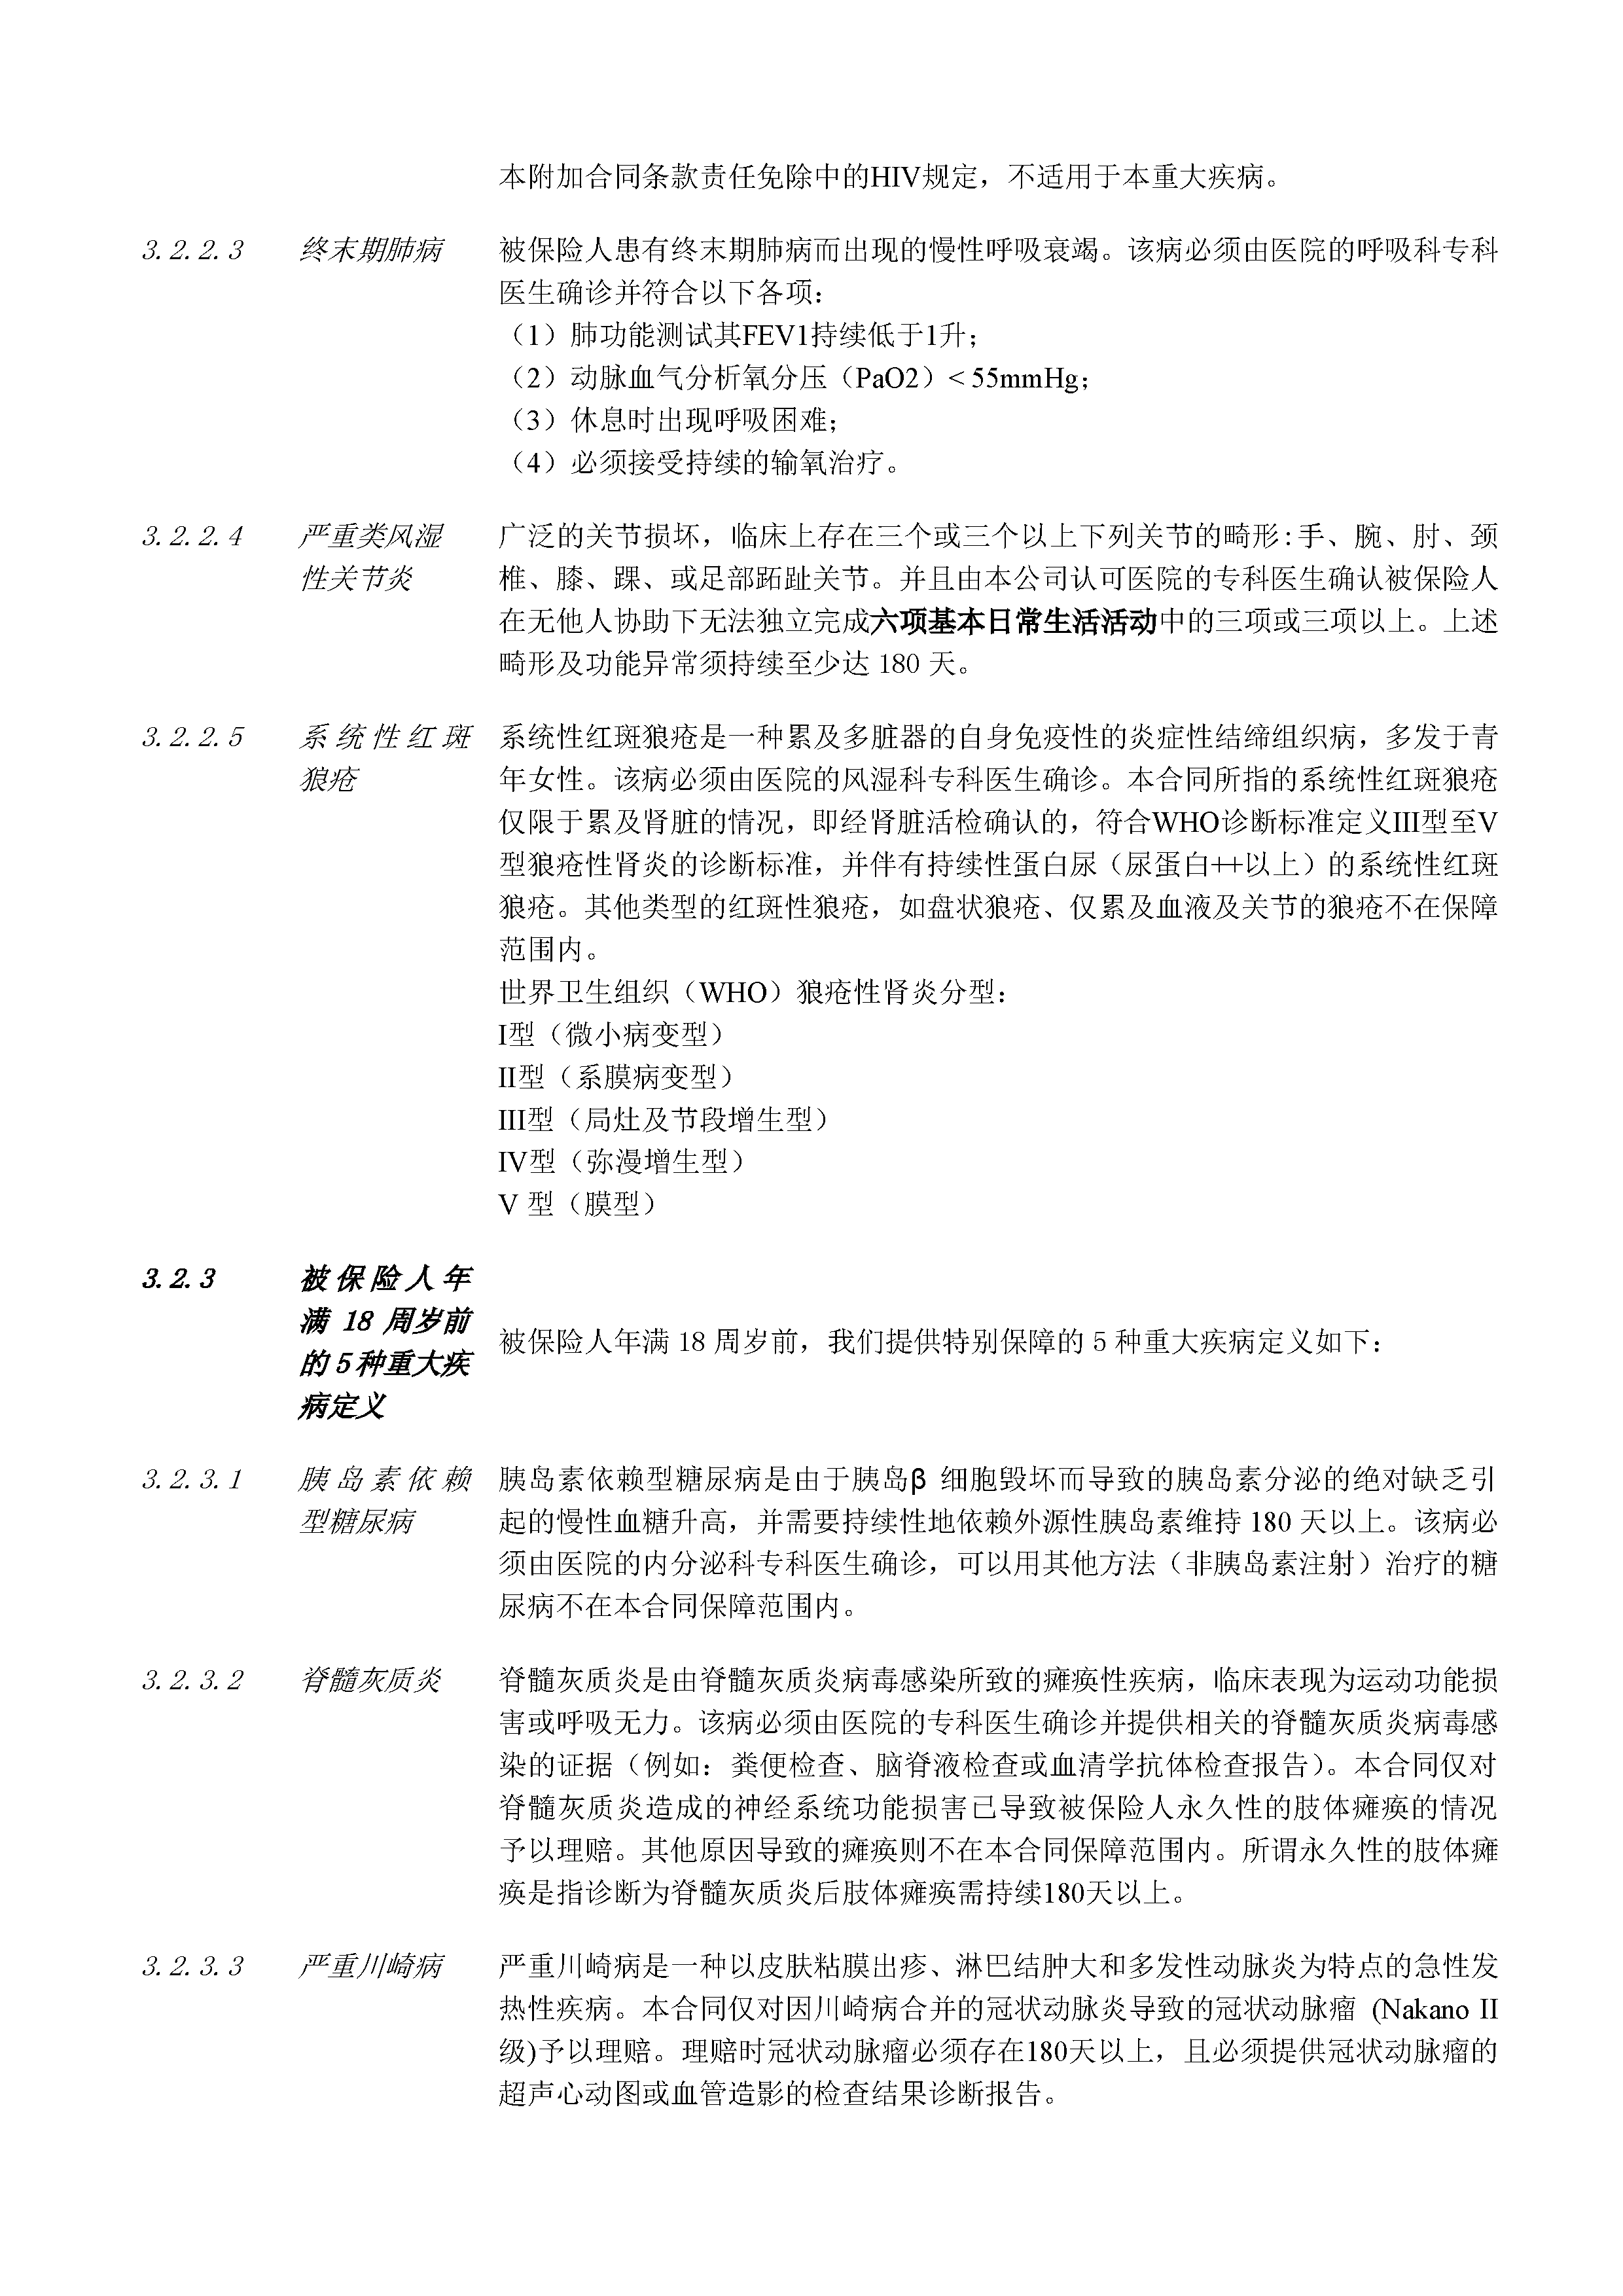 本附加合同条款责任免除中的HIV规定，不适用于本重大疾病。
3.2.2.3 终末期肺病 被保险人患有终末期肺病而出现的慢性呼吸衰竭。该病必须由医院的呼吸科专科
医生确诊并符合以下各项：
（1）肺功能测试其FEV1持续低于1升；
（2）动脉血气分析氧分压（PaO2）< 55mmHg；
（3）休息时出现呼吸困难；
（4）必须接受持续的输氧治疗。
3.2.2.4 严重类风湿 广泛的关节损坏，临床上存在三个或三个以上下列关节的畸形：手、腕、肘、颈
性关节炎 椎、膝、踝、或足部跖趾关节。并且由本公司认可医院的专科医生确认被保险人
在无他人协助下无法独立完成六项基本日常生活活动中的三项或三项以上。上述
畸形及功能异常须持续至少达 180 天。
3.2.2.5 系统性红斑 系统性红斑狼疮是一种累及多脏器的自身免疫性的炎症性结缔组织病，多发于青
狼疮 年女性。该病必须由医院的风湿科专科医生确诊。本合同所指的系统性红斑狼疮
仅限于累及肾脏的情况，即经肾脏活检确认的，符合WHO诊断标准定义III型至V
型狼疮性肾炎的诊断标准，并伴有持续性蛋白尿（尿蛋白++以上）的系统性红斑
狼疮。其他类型的红斑性狼疮，如盘状狼疮、仅累及血液及关节的狼疮不在保障
范围内。
世界卫生组织（WHO）狼疮性肾炎分型：
I型（微小病变型）
II型（系膜病变型）
III型（局灶及节段增生型）
IV型（弥漫增生型）
V 型（膜型）
3.2.3 被保险人年
满 18 周岁前
的 5 种重大疾
病定义
被保险人年满 18 周岁前，我们提供特别保障的 5 种重大疾病定义如下：
3.2.3.1 胰岛素依赖 胰岛素依赖型糖尿病是由于胰岛β 细胞毁坏而导致的胰岛素分泌的绝对缺乏引
型糖尿病 起的慢性血糖升高，并需要持续性地依赖外源性胰岛素维持 180 天以上。该病必
须由医院的内分泌科专科医生确诊，可以用其他方法（非胰岛素注射）治疗的糖
尿病不在本合同保障范围内。
3.2.3.2 脊髓灰质炎 脊髓灰质炎是由脊髓灰质炎病毒感染所致的瘫痪性疾病，临床表现为运动功能损
害或呼吸无力。该病必须由医院的专科医生确诊并提供相关的脊髓灰质炎病毒感
染的证据（例如：粪便检查、脑脊液检查或血清学抗体检查报告）。本合同仅对
脊髓灰质炎造成的神经系统功能损害已导致被保险人永久性的肢体瘫痪的情况
予以理赔。其他原因导致的瘫痪则不在本合同保障范围内。所谓永久性的肢体瘫
痪是指诊断为脊髓灰质炎后肢体瘫痪需持续180天以上。
3.2.3.3 严重川崎病 严重川崎病是一种以皮肤粘膜出疹、淋巴结肿大和多发性动脉炎为特点的急性发
热性疾病。本合同仅对因川崎病合并的冠状动脉炎导致的冠状动脉瘤 (Nakano II
级)予以理赔。理赔时冠状动脉瘤必须存在180天以上，且必须提供冠状动脉瘤的
超声心动图或血管造影的检查结果诊断报告。